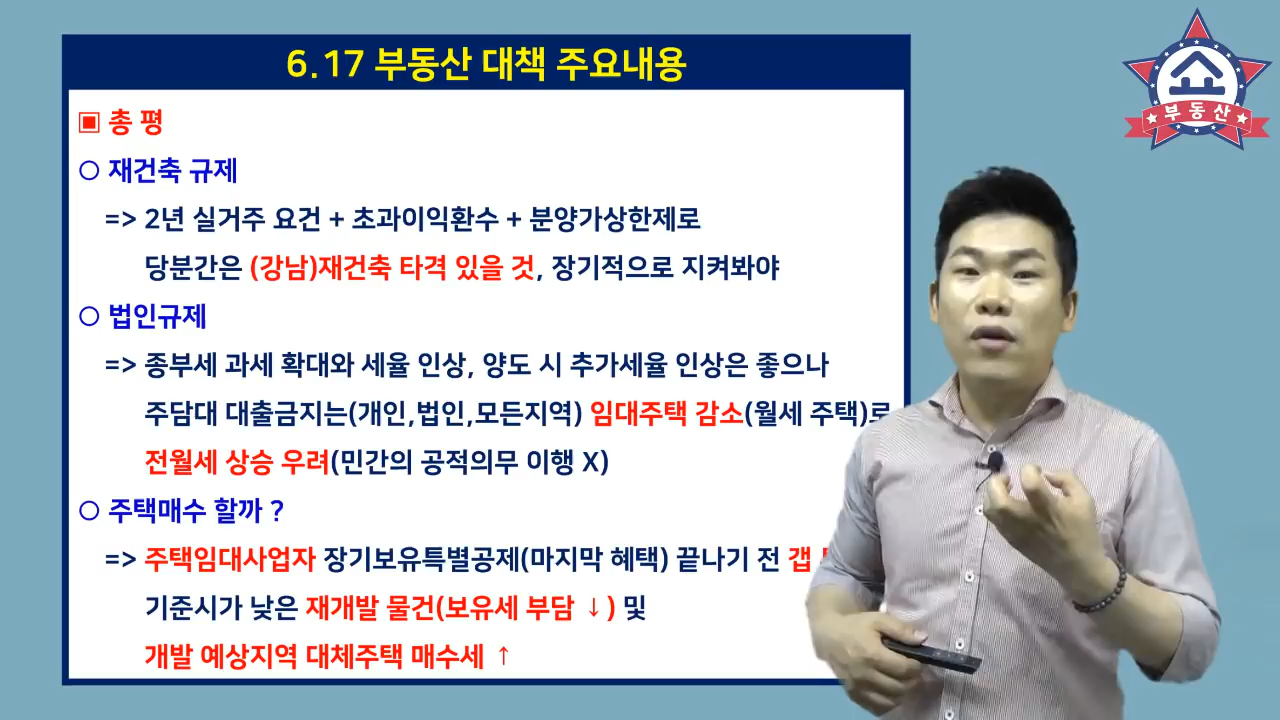 6.17 부동산 대책 주요내용
부동산
▣ 총 평
○ 재건축 규제
=> 2년 실거주 요건 + 초과이익환수 + 분양가상한제로
당분간은 (강남)재건축 타격 있을 것, 장기적으로 지켜봐야
○ 법인규제
=> 종부세 과세 확대와 세율 인상, 양도 시 추가세율 인상은 좋으나
주담대 대출금지는(개인,법인,모든지역) 임대주택 감소(월세 주택)로
전월세 상승 우려(민간의 공적의무 이행 X)
○ 주택매수 할까 ?
=> 주택임대사업자 장기보유특별공제(마지막 혜택) 끝나기 전 갭
기준시가 낮은 재개발 물건(보유세 부담 ↓) 및
개발 예상지역 대체주택 매수세 ↑